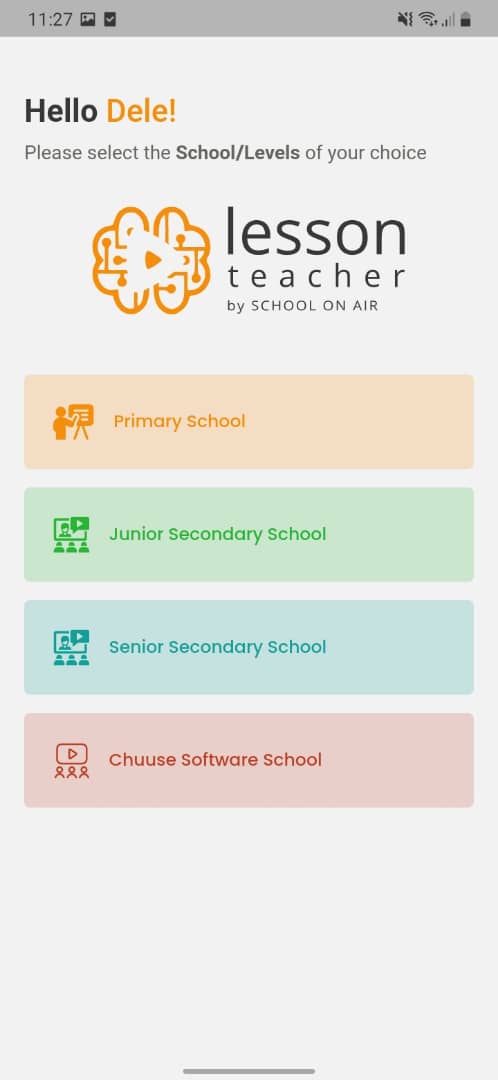 11:27
Hello Dele!
Please select the School/Levels of your choice
lesson
teacher
by SCHOOL ON AIR
Primary School
Junior Secondary School
Senior Secondary School
Chuuse Software School